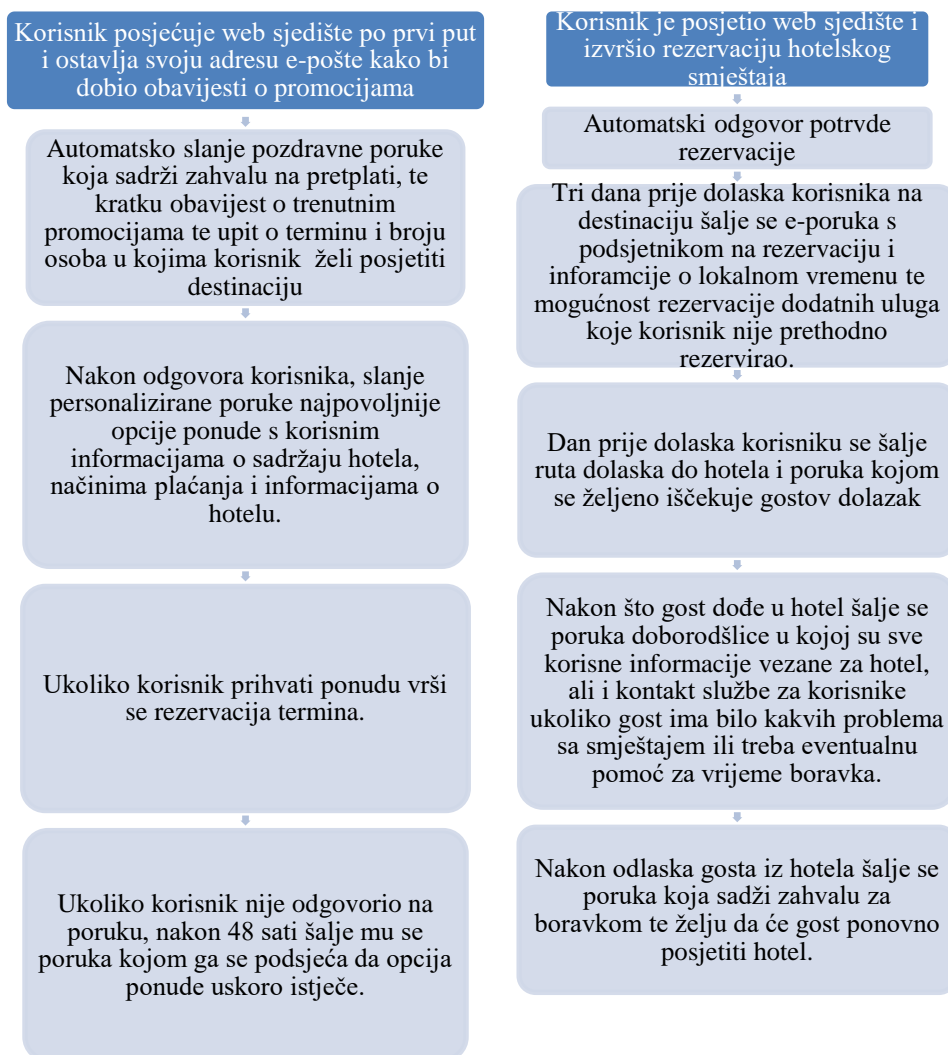 Korisnik posjećuje web sjedište po prvi put
i ostavlja svoju adresu e-pošte kako bi
dobio obavijesti o promocijama
Automatsko slanje pozdravne poruke
koja sadrži zahvalu na pretplati, te
kratku obavijest o trenutnim
promocijama te upit o terminu i broju
osoba u kojima korisnik želi posjetiti
destinaciju
Nakon odgovora korisnika, slanje
personalizirane poruke najpovoljnije
opcije ponude s korisnim
informacijama o sadržaju hotela,
načinima plaćanja i informacijama o
hotelu.
Ukoliko korisnik prihvati ponudu vrši
se rezervacija termina.
Ukoliko korisnik nije odgovorio na
poruku, nakon 48 sati šalje mu se
poruka kojom ga se podsjeća da opcija
ponude uskoro istječe.
Korisnik je posjetio web sjedište i
izvršio rezervaciju hotelskog
smještaja
Automatski odgovor potrvde
rezervacije
Tri dana prije dolaska korisnika na
destinaciju šalje se e-poruka s
podsjetnikom na rezervaciju i
inforamcije o lokalnom vremenu te
mogućnost rezervacije dodatnih uluga
koje korisnik nije prethodno
rezervirao.
Dan prije dolaska korisniku se šalje
ruta dolaska do hotela i poruka kojom
se željeno iščekuje gostov dolazak
Nakon što gost dođe u hotel šalje se
poruka doborodšlice u kojoj su sve
korisne informacije vezane za hotel,
ali i kontakt službe za korisnike
ukoliko gost ima bilo kakvih problema
sa smještajem ili treba eventualnu
pomoć za vrijeme boravka.
Nakon odlaska gosta iz hotela šalje se
poruka koja sadži zahvalu za
boravkom te želju da će gost ponovno
posjetiti hotel.